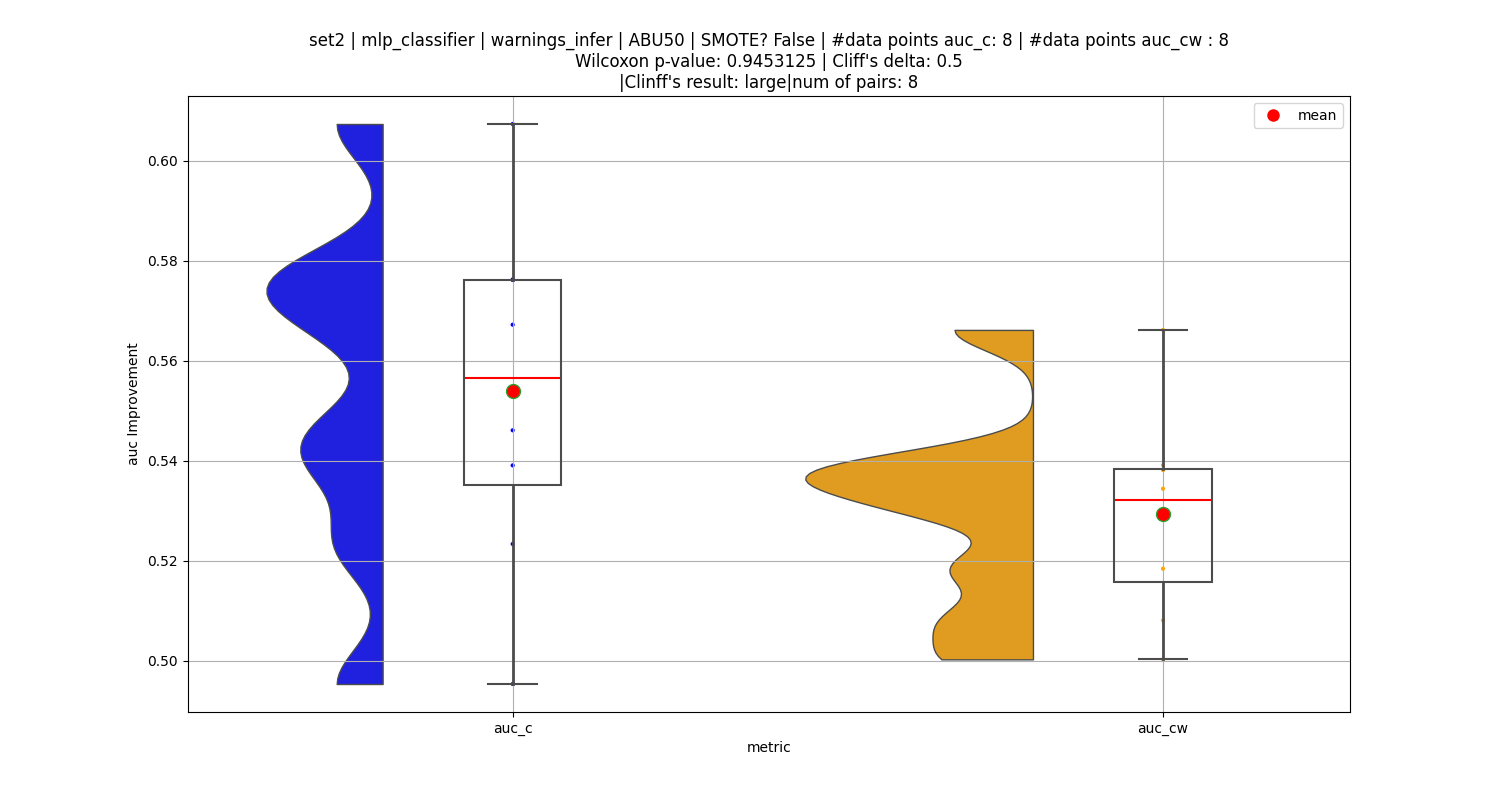 set2 | mlp_classifier | warnings_infer | ABU50 | SMOTE? False | #data points auc_c: 8 | #data points auc_cw : 8
Wilcoxon p-value: 0.9453125 | Cliff's delta: 0.5
|Clinff's result: large|num of pairs: 8
mean
0.60
0.58
0.56
0.54
0.52
0.50
auc Improvement
auc_c
auc_cw
metric